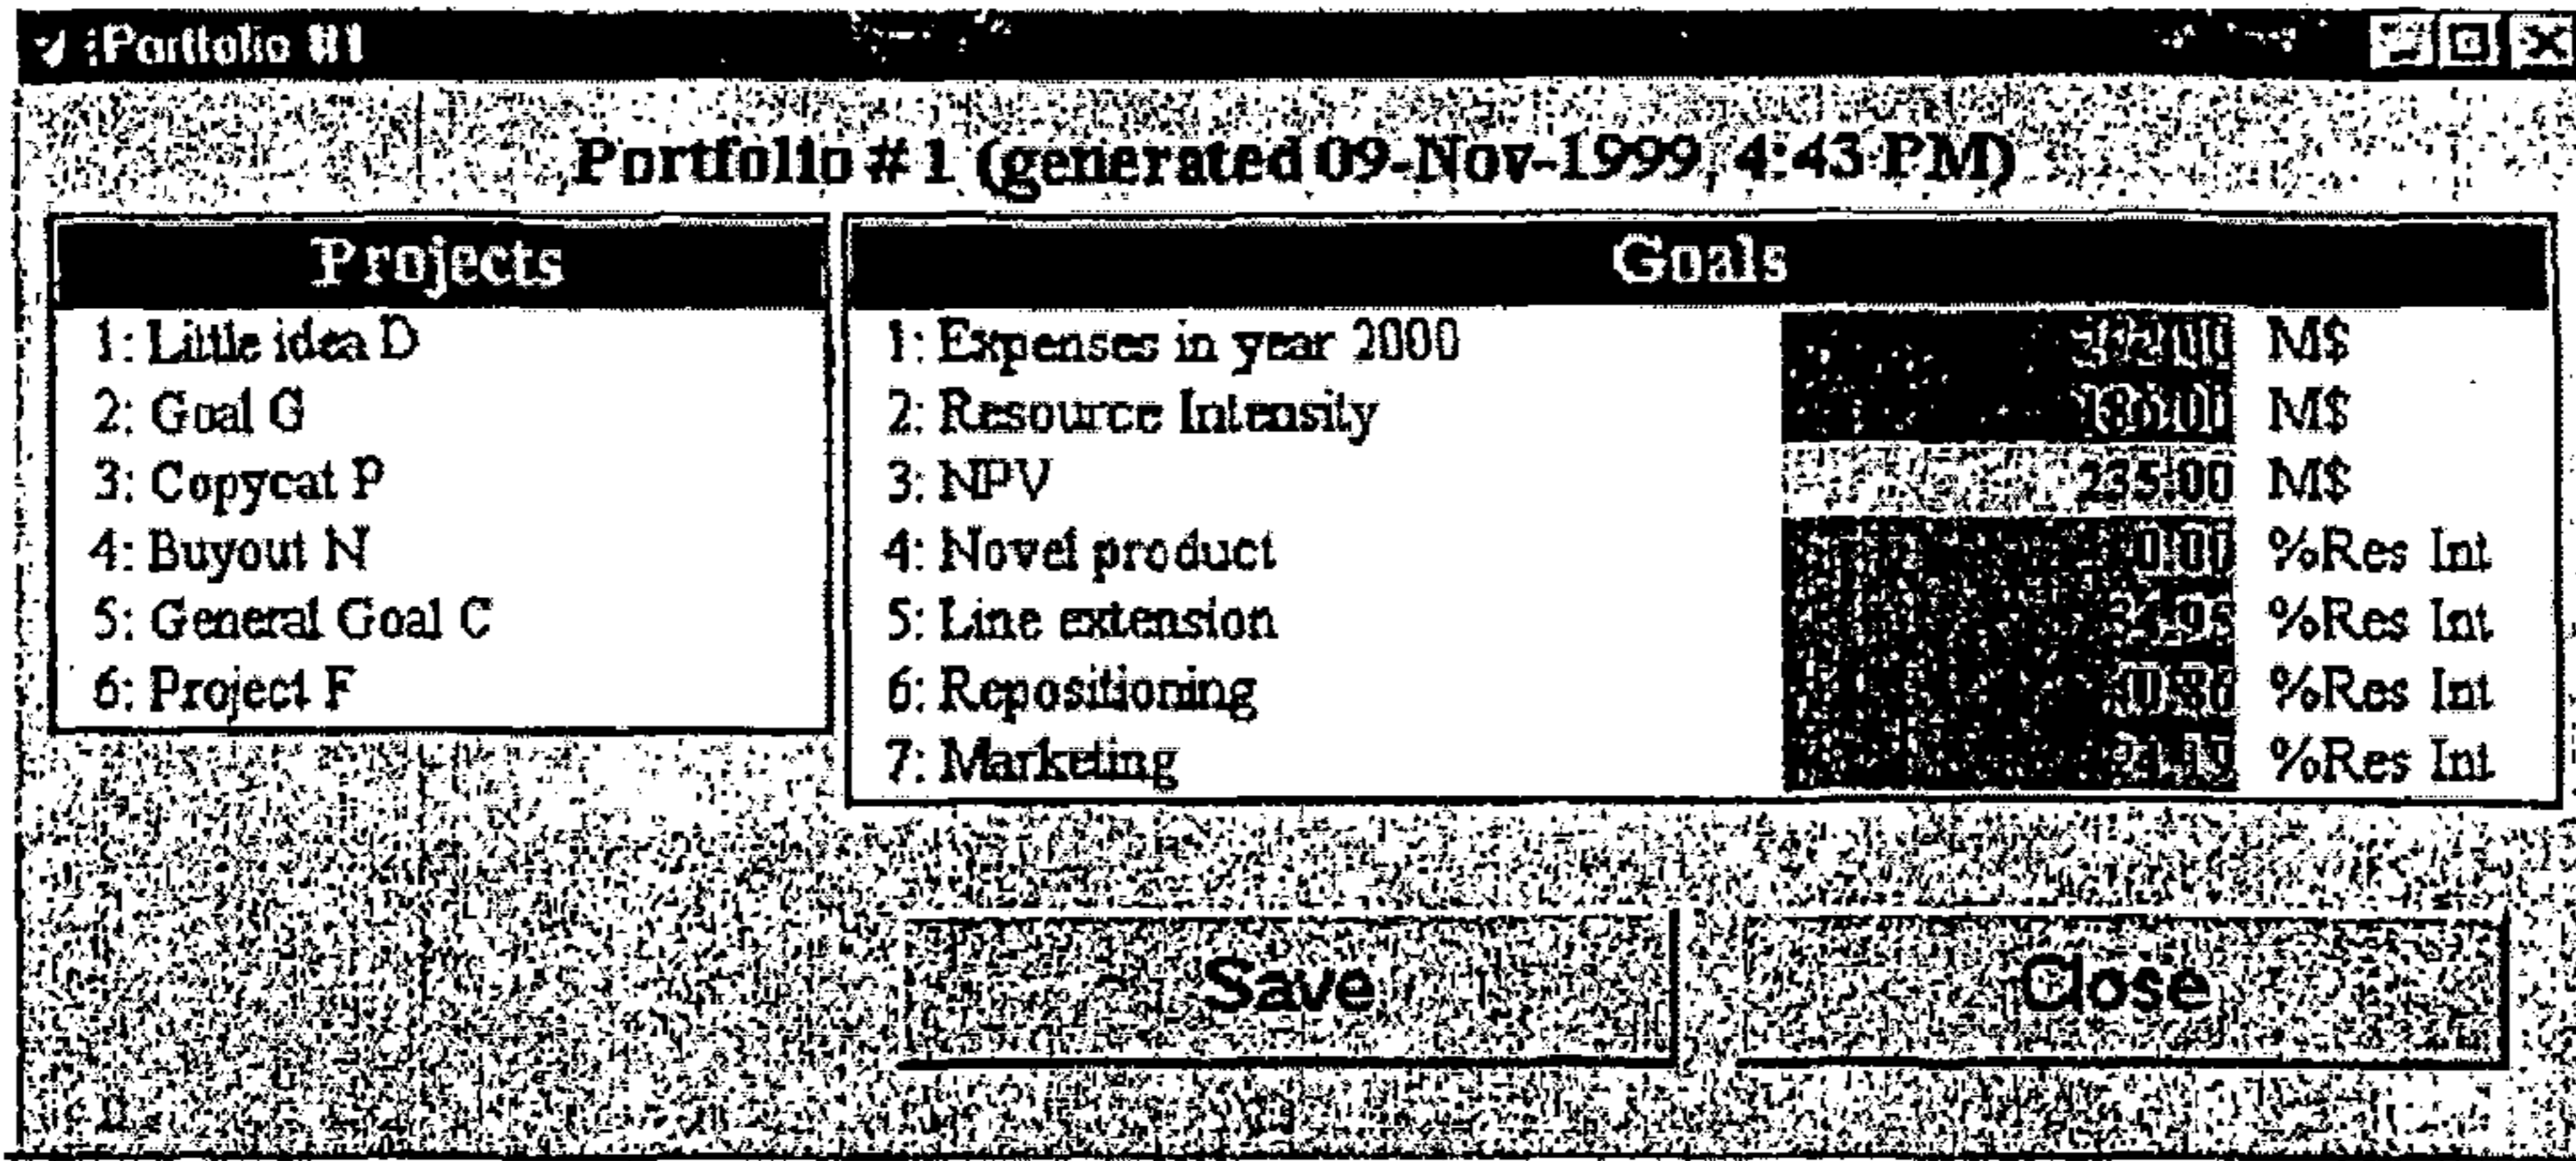 Portfolio #1
Portfolio # 1 (generated 09-Nov-1999, 4:43 PM)
Projects
1: Little idea D
2: Goal G
3: Copycat P
4: Buyout N
5: General Goal C
6: Project F
Goals
1: Expenses in year 2000 M$
2: Resource Intensity 186.00 M$
3: NPV 235.00 M$
4: Novel product %Res Int
5: Line extension %Res Int
6: Repositioning %Res Int
7: Marketing %Res Int
Save
Close